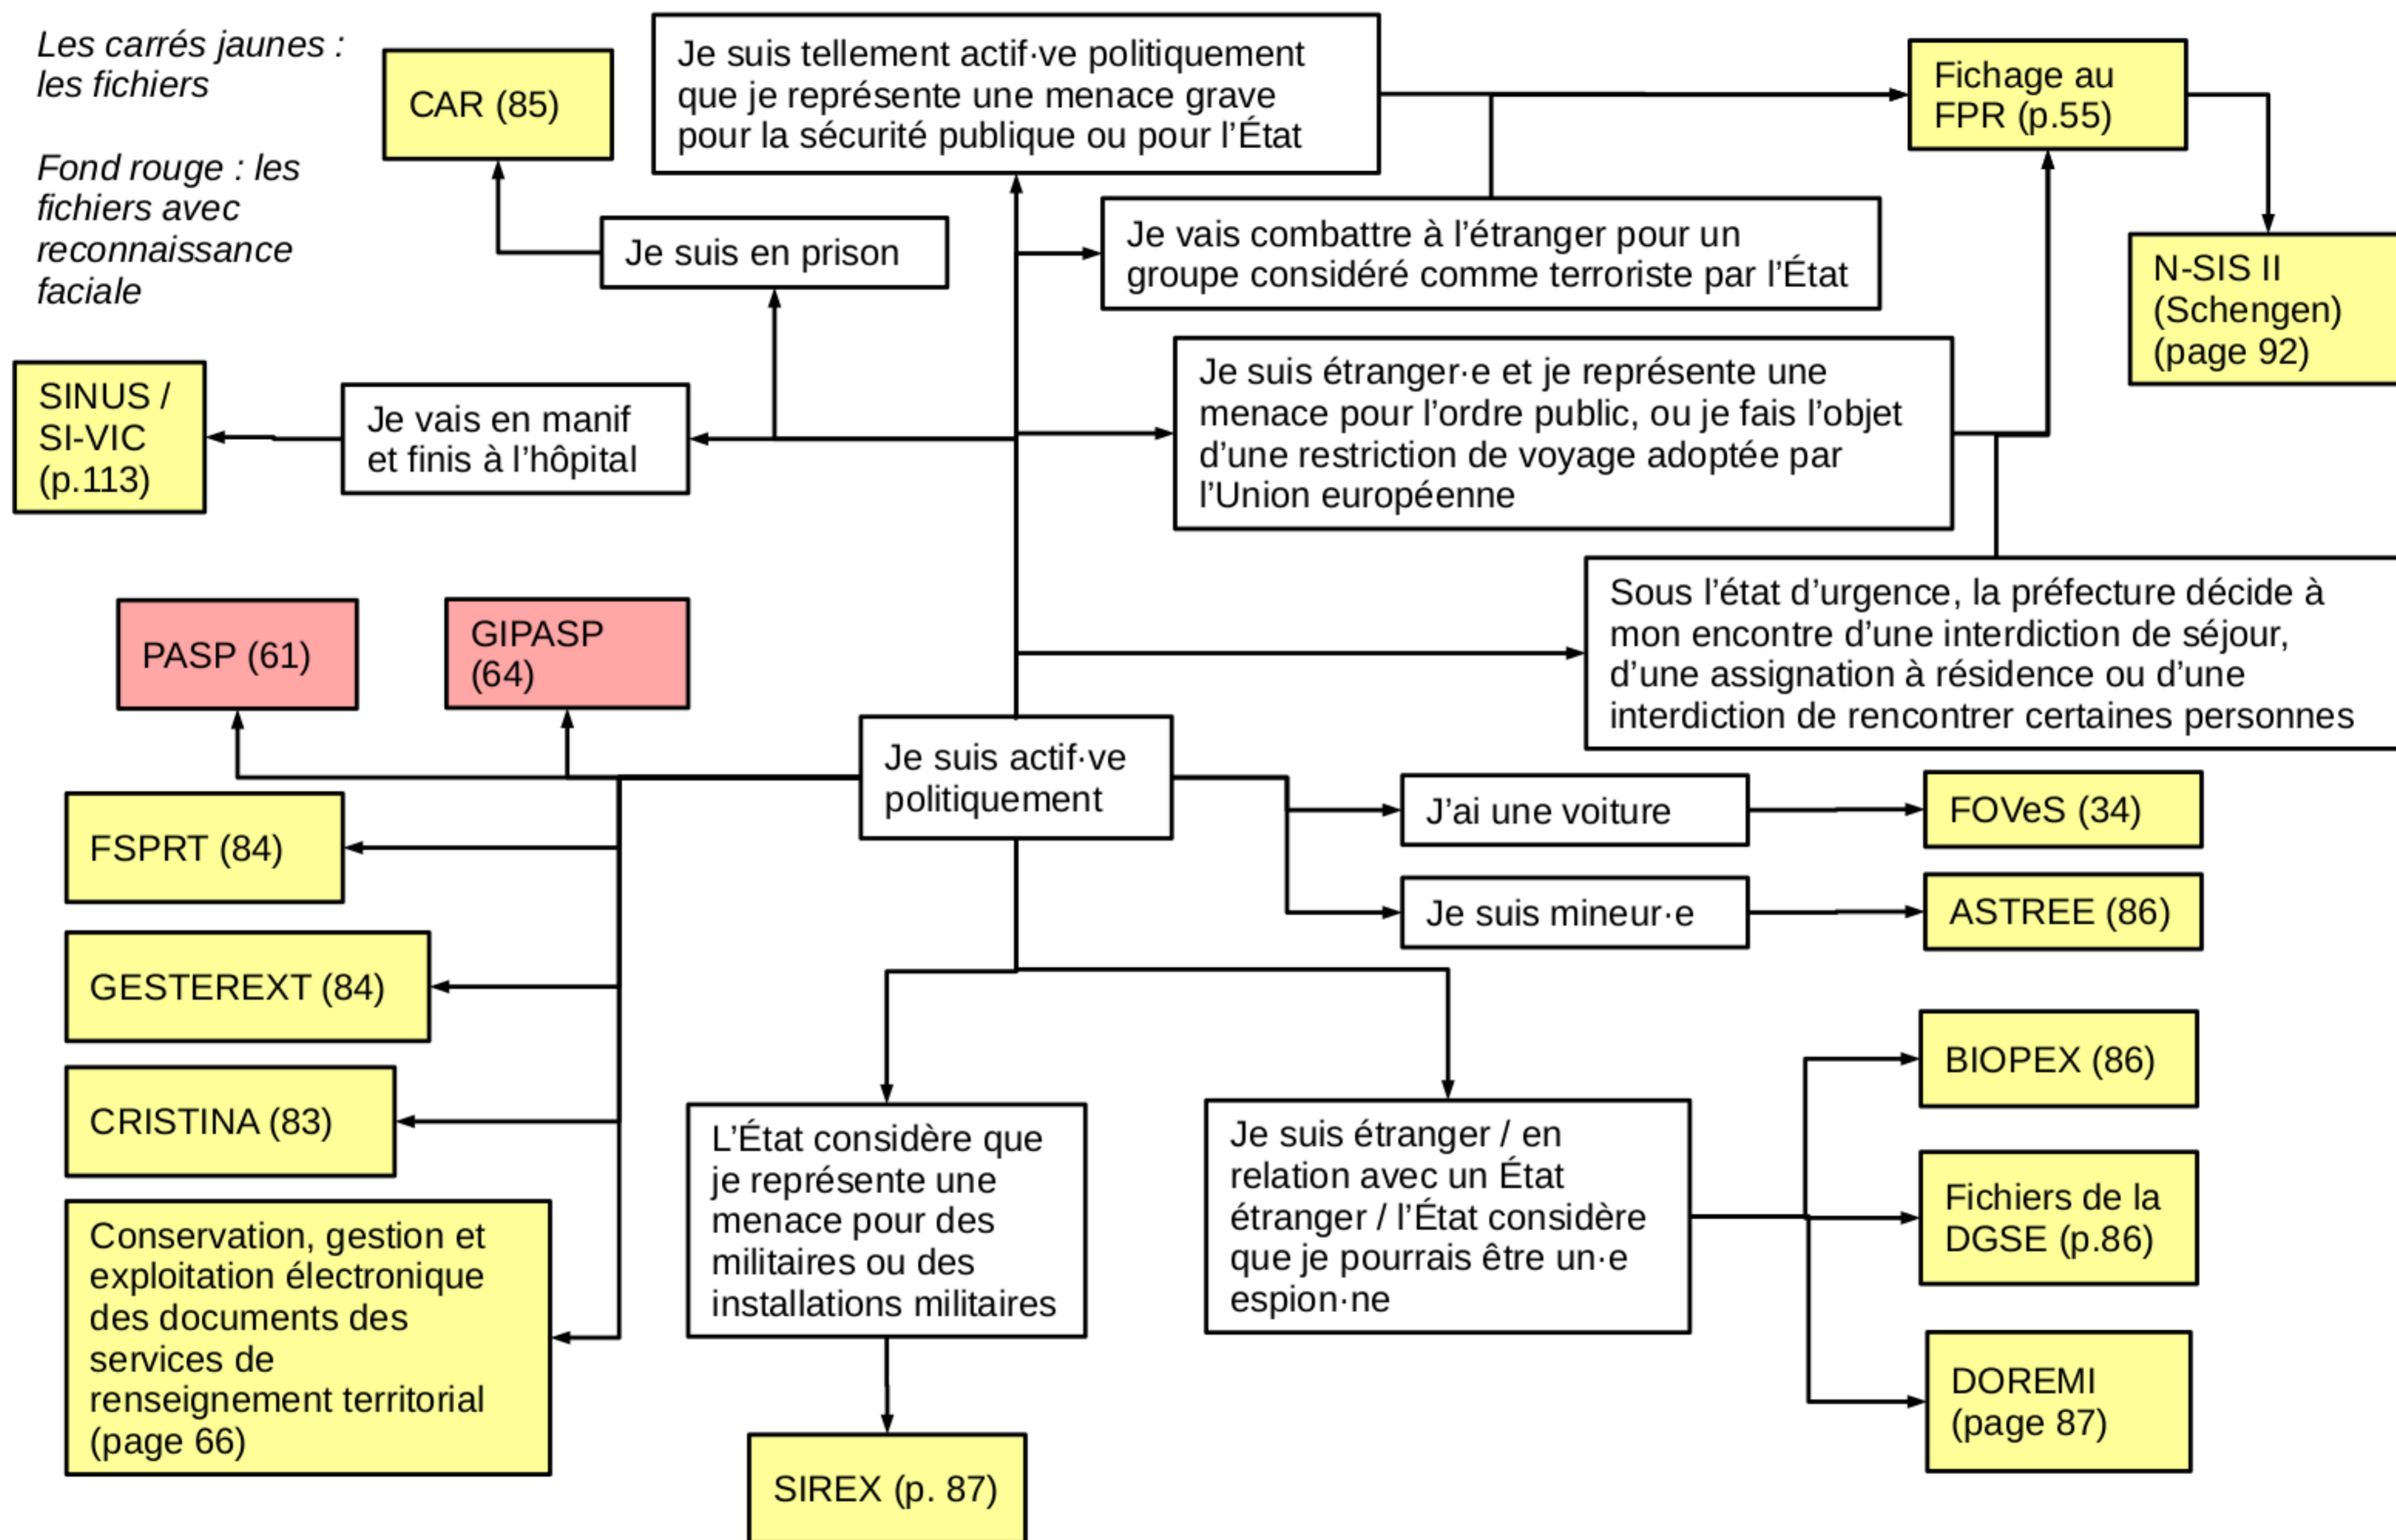 Les carrés jaunes :
les fichiers
Fond rouge : les
fichiers avec
reconnaissance
faciale
CAR (85)
Je suis tellement actif·ve politiquement
que je représente une menace grave
pour la sécurité publique ou pour l’État
Fichage au
FPR (p.55)
Je suis en prison
Je vais combattre à l’étranger pour un
groupe considéré comme terroriste par l’État
N-SIS II
(Schengen)
(page 92)
SINUS /
SI-VIC
(p.113)
Je vais en manif
et finis à l’hôpital
Je suis étranger·e et je représente une
menace pour l’ordre public, ou je fais l’objet
d’une restriction de voyage adoptée par
l’Union européenne
Sous l’état d’urgence, la préfecture décide à
mon encontre d’une interdiction de séjour,
d’une assignation à résidence ou d’une
interdiction de rencontrer certaines personnes
PASP (61)
GIPASP
(64)
Je suis actif·ve
politiquement
J’ai une voiture
FOVeS (34)
FSPRT (84)
Je suis mineur·e
ASTREE (86)
GESTEREXT (84)
CRISTINA (83)
Conservation, gestion et
exploitation électronique
des documents des
services de
renseignement territorial
(page 66)
L’État considère que
je représente une
menace pour des
militaires ou des
installations militaires
Je suis étranger / en
relation avec un État
étranger / l’État considère
que je pourrais être un·e
espion·ne
BIOPEX (86)
Fichiers de la
DGSE (p.86)
DOREMI
(page 87)
SIREX (p. 87)